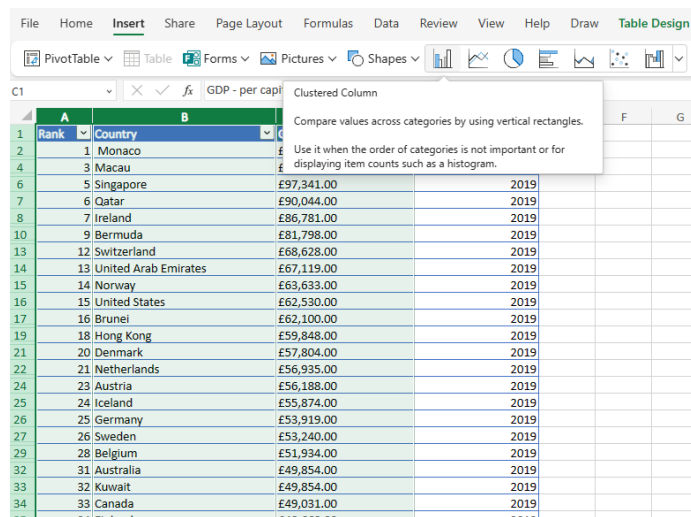 File Home Insert Share Page Layout Formulas Data Review View Help Draw Table Design
PivotTable Table Forms Pictures Shapes
C1 fx GDP - per capi
Clustered Column
Compare values across categories by using vertical rectangles.
Use it when the order of categories is not important or for
displaying item counts such as a histogram.
A B F G
1 Rank Country
2 1 Monaco £
4 3 Macau £
6 5 Singapore £97,341.00 2019
7 6 Qatar £90,044.00 2019
8 7 Ireland £86,781.00 2019
10 9 Bermuda £81,798.00 2019
13 12 Switzerland £68,628.00 2019
14 13 United Arab Emirates £67,119.00 2019
15 14 Norway £63,633.00 2019
16 15 United States £62,530.00 2019
17 16 Brunei £62,100.00 2019
19 18 Hong Kong £59,848.00 2019
21 20 Denmark £57,804.00 2019
22 21 Netherlands £56,935.00 2019
24 23 Austria £56,188.00 2019
25 24 Iceland £55,874.00 2019
26 25 Germany £53,919.00 2019
27 26 Sweden £53,240.00 2019
29 28 Belgium £51,934.00 2019
32 31 Australia £49,854.00 2019
33 32 Kuwait £49,854.00 2019
34 33 Canada £49,031.00 2019